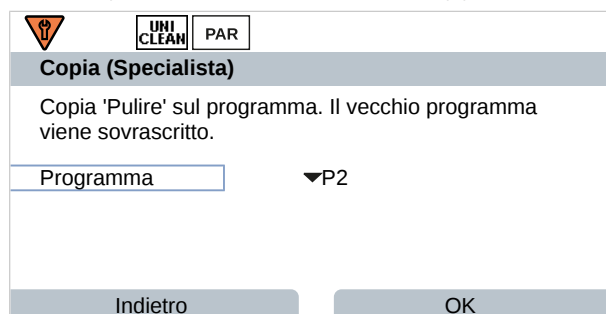 UNI
CLEAN PAR
Copia (Specialista)
Copia 'Pulire' sul programma. Il vecchio programma
viene sovrascritto.
Programma P2
Indietro OK